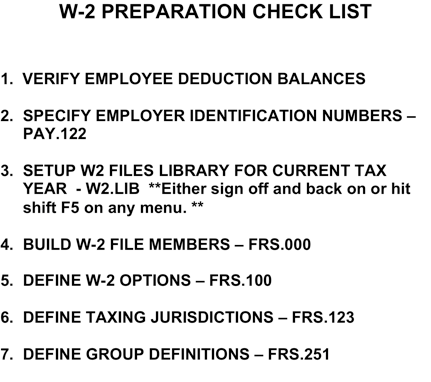 W-2 PREPARATION CHECK LIST
1. VERIFY EMPLOYEE DEDUCTION BALANCES
2. SPECIFY EMPLOYER IDENTIFICATION NUMBERS –
PAY.122
3. SETUP W2 FILES LIBRARY FOR CURRENT TAX
YEAR - W2.LIB **Either sign off and back on or hit
shift F5 on any menu. **
4. BUILD W-2 FILE MEMBERS – FRS.000
5. DEFINE W-2 OPTIONS – FRS.100
6. DEFINE TAXING JURISDICTIONS – FRS.123
7. DEFINE GROUP DEFINITIONS – FRS.251